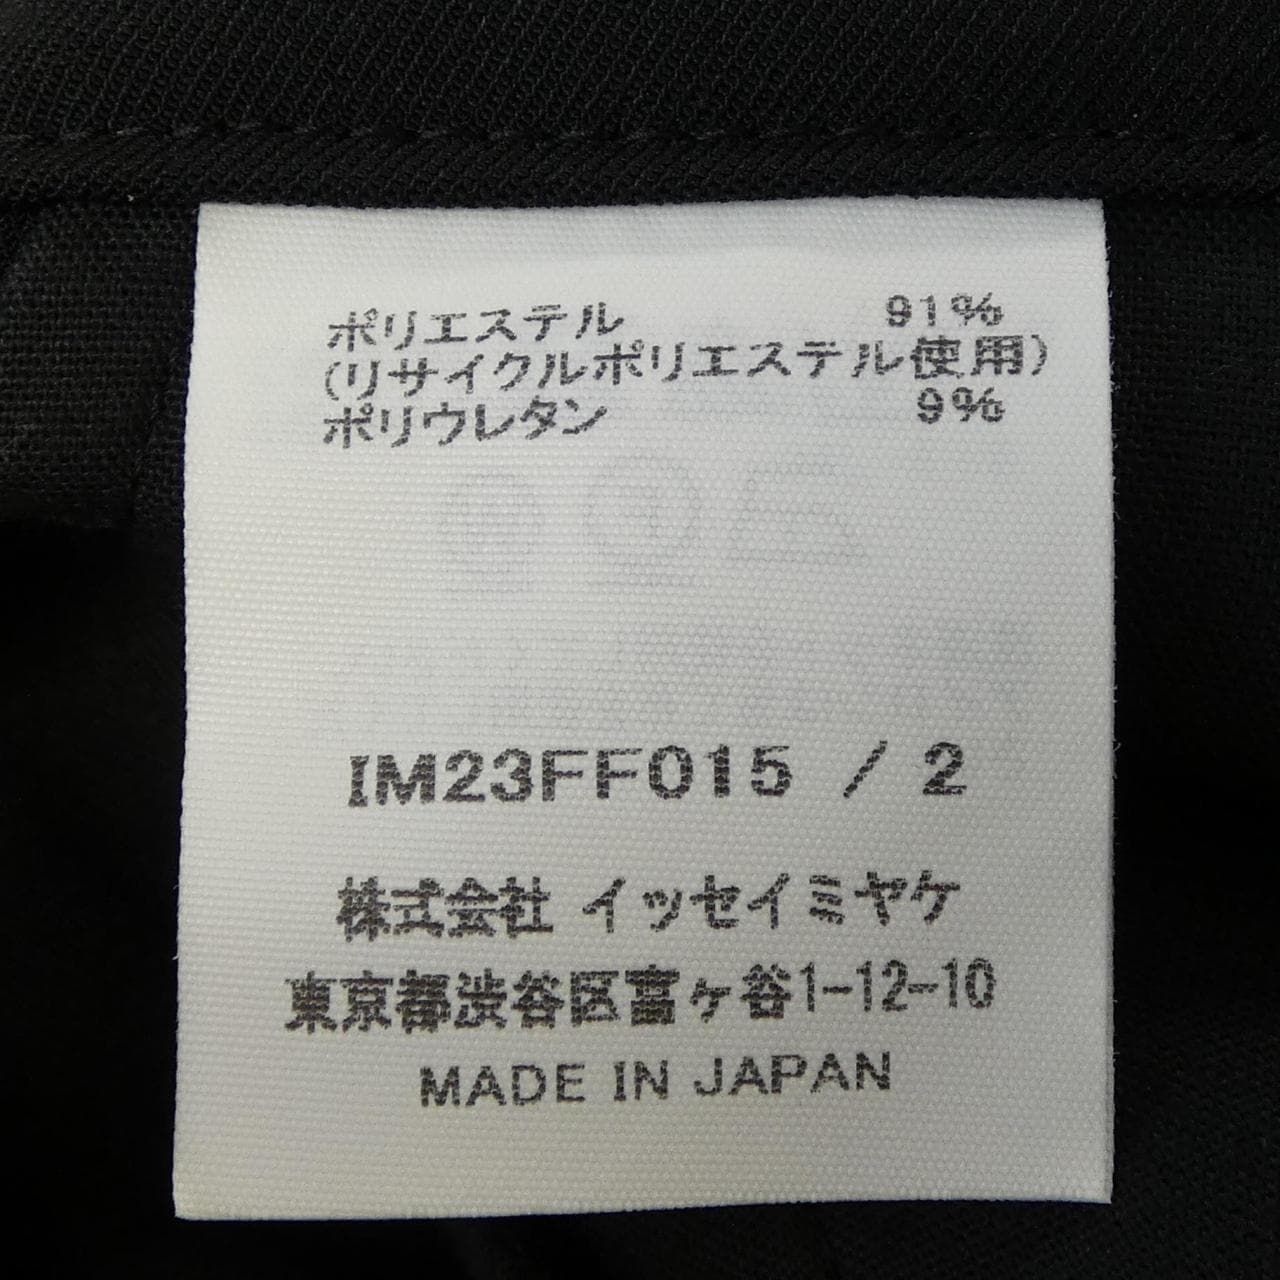 ポリエステル 91%
(リサイクルポリエステル使用)
ポリウレタン 9%
IM23FF015 / 2
株式会社 イッセイミヤケ
東京都渋谷区富ヶ谷1-12-10
MADE IN JAPAN